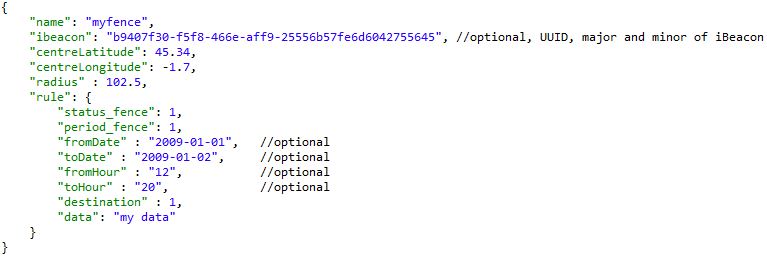 {
    "name": "myfence",
    "ibeacon": "b9407f30-f5f8-466e-aff9-25556b57fe6d6042755645", //optional, UUID, major and minor of iBeacon
    "centreLatitude": 45.34,
    "centreLongitude": -1.7,
    "radius" : 102.5,
    "rule": {
        "status_fence": 1,
        "period_fence": 1,
        "fromDate" : "2009-01-01",   //optional
        "toDate" : "2009-01-02",     //optional
        "fromHour" : "12",           //optional
        "toHour" : "20",             //optional
        "destination" : 1,
        "data": "my data"
    }
}